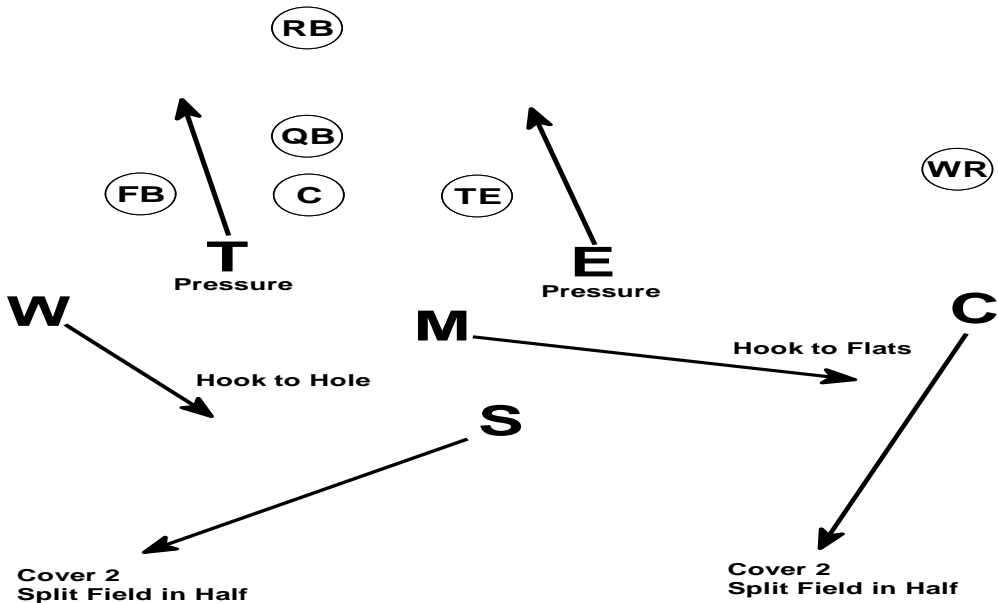 RB
QB
WR
FB
C
TE
T
E
Pressure
Pressure
W
M
C
Hook to Flats
Hook to Hole
S
Cover 2
Split Field in Half
Cover 2
Split Field in Half